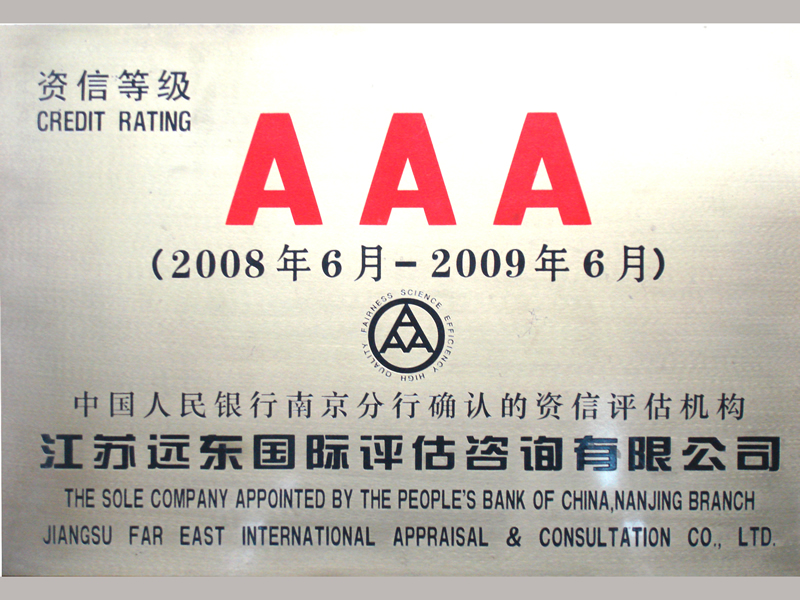 资信等级
CREDIT RATING
AAA
(2008年6月-2009年6月)
FAIRNESS SCIENCE EFFICIENCY HIGH QUALITY
AAA
中国人民银行南京分行确认的资信评估机构
江苏远东国际评估咨询有限公司
THE SOLE COMPANY APPOINTED BY THE PEOPLE'S BANK OF CHINA,NANJING BRANCH
JIANGSU FAR EAST INTERNATIONAL APPRAISAL & CONSULTATION CO., LTD.